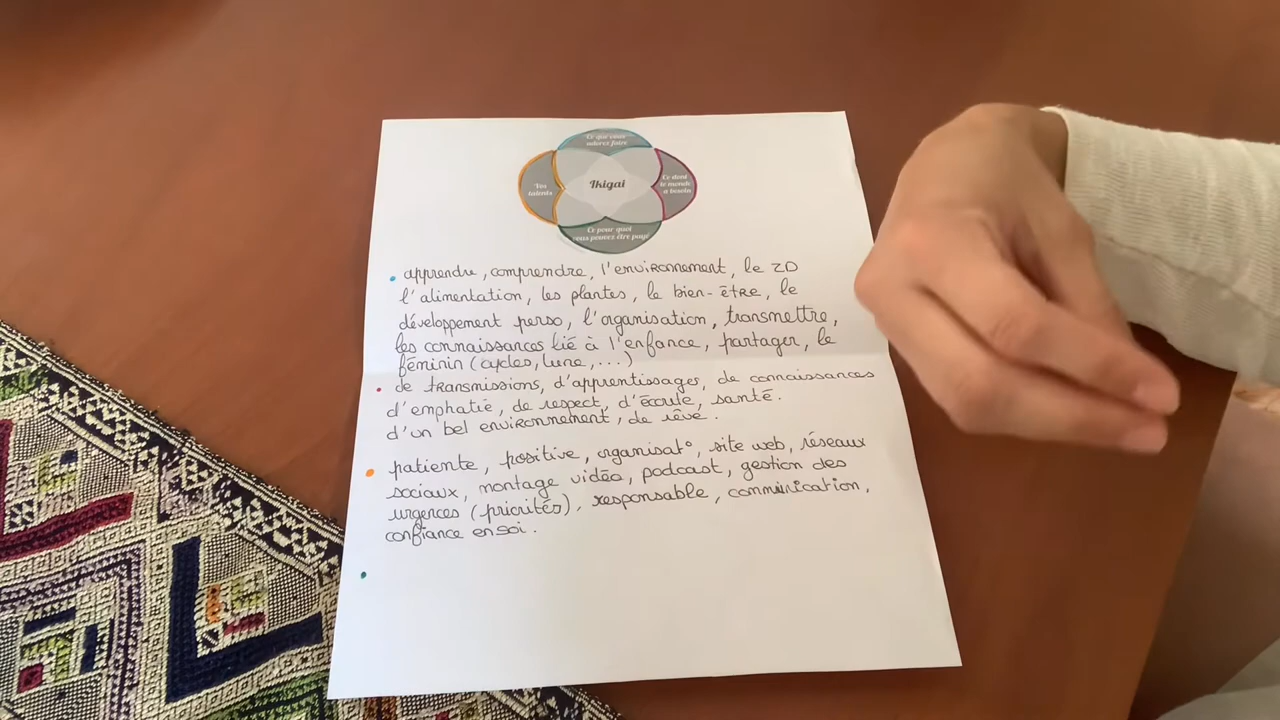 Ce que vous
adorez faire
Vos
talents
Ikigai
Ce dont
le monde
a besoin
Ce pour quoi
vous pouvez être payé
apprendre, comprendre, l'environnement, le ZD
l'alimentation, les plantes, le bien-être, le
développement perso, l'organisation, transmettre,
les connaissances lié à l'enfance, partager, le
féminin (cycles, lune, ...)
de transmissions, d'apprentissages, de connaissances
d'emphatie, de respect, d'écoute, santé.
d'un bel environnement, de rêve.
patiente, positive, organisat°, site web, réseaux
sociaux, montage vidéo, podcast, gestion des
urgences (priorités), responsable, communication,
confiance en soi.